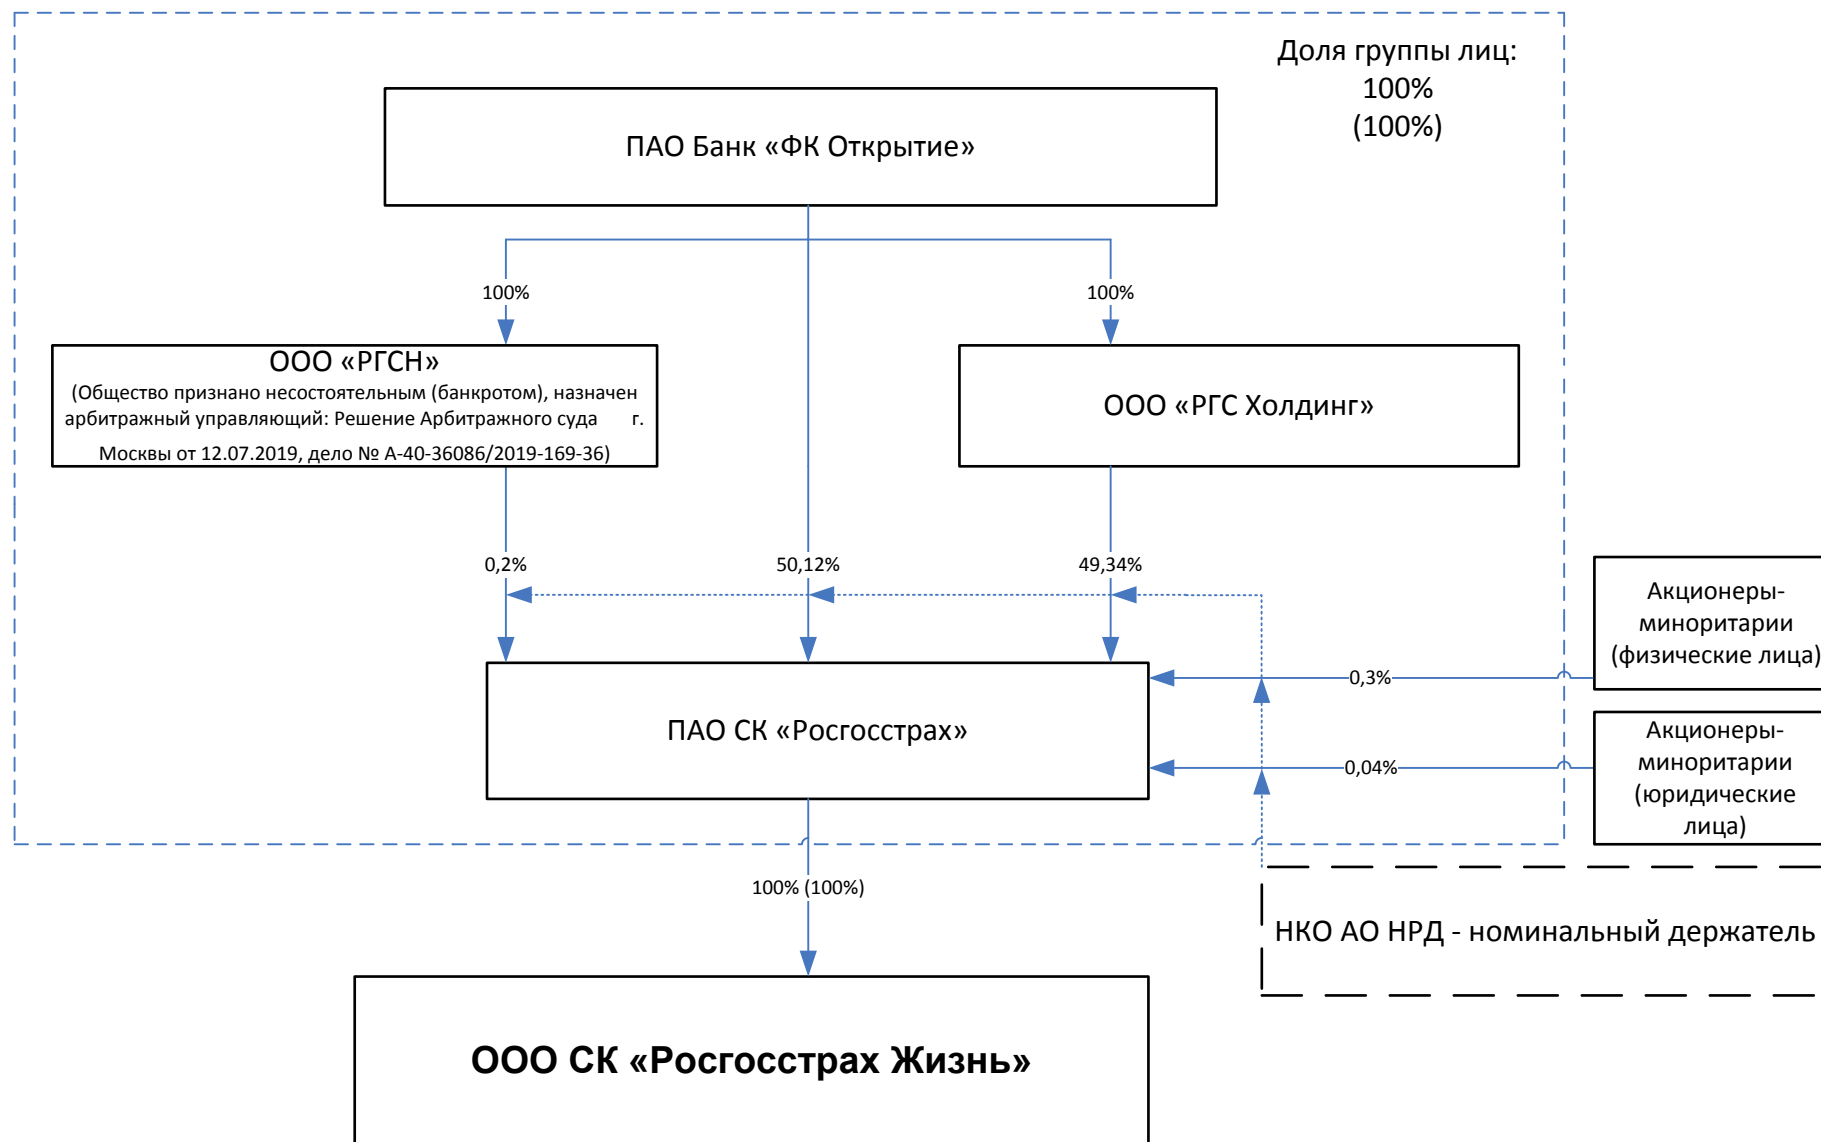 Доля группы лиц:
100%
(100%)
ПАО Банк «ФК Открытие»
100%
100%
ООО «РГСН»
(Общество признано несостоятельным (банкротом), назначен
арбитражный управляющий: Решение Арбитражного суда г.
Москвы от 12.07.2019, дело № А-40-36086/2019-169-36)
ООО «РГС Холдинг»
0,2%
50,12%
49,34%
Акционеры-
миноритарии
(физические лица)
0,3%
ПАО СК «Росгосстрах»
Акционеры-
миноритарии
(юридические
лица)
0,04%
100% (100%)
НКО АО НРД - номинальный держатель
ООО СК «Росгосстрах Жизнь»